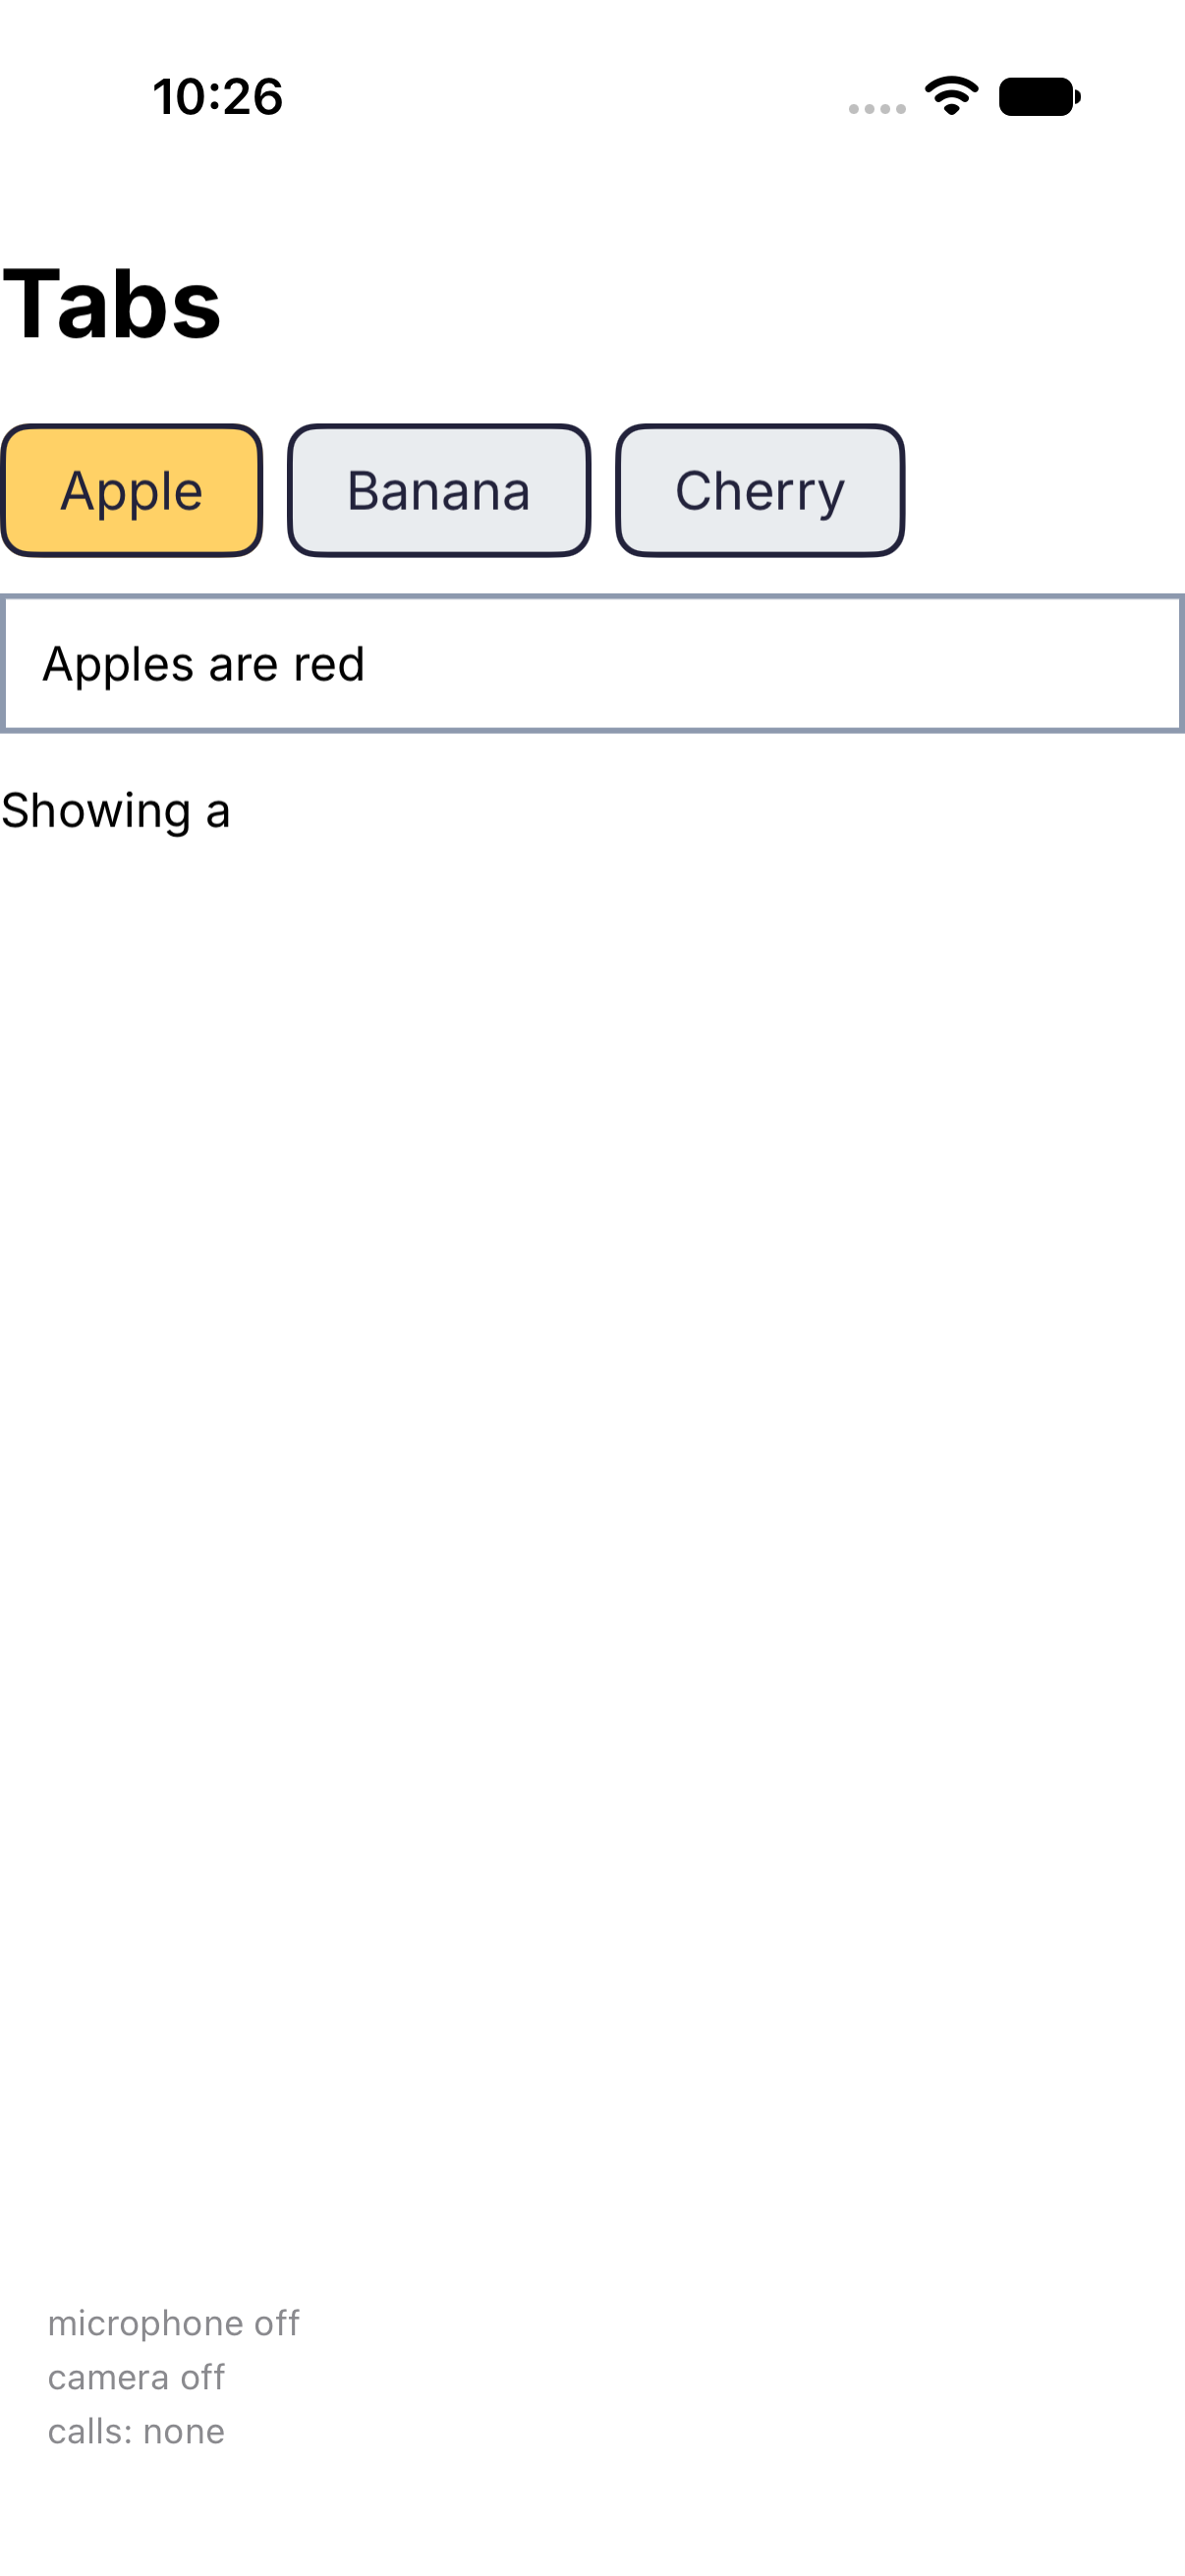 10:26
Tabs
Apple Banana Cherry
Apples are red
Showing a
microphone off
camera off
calls: none